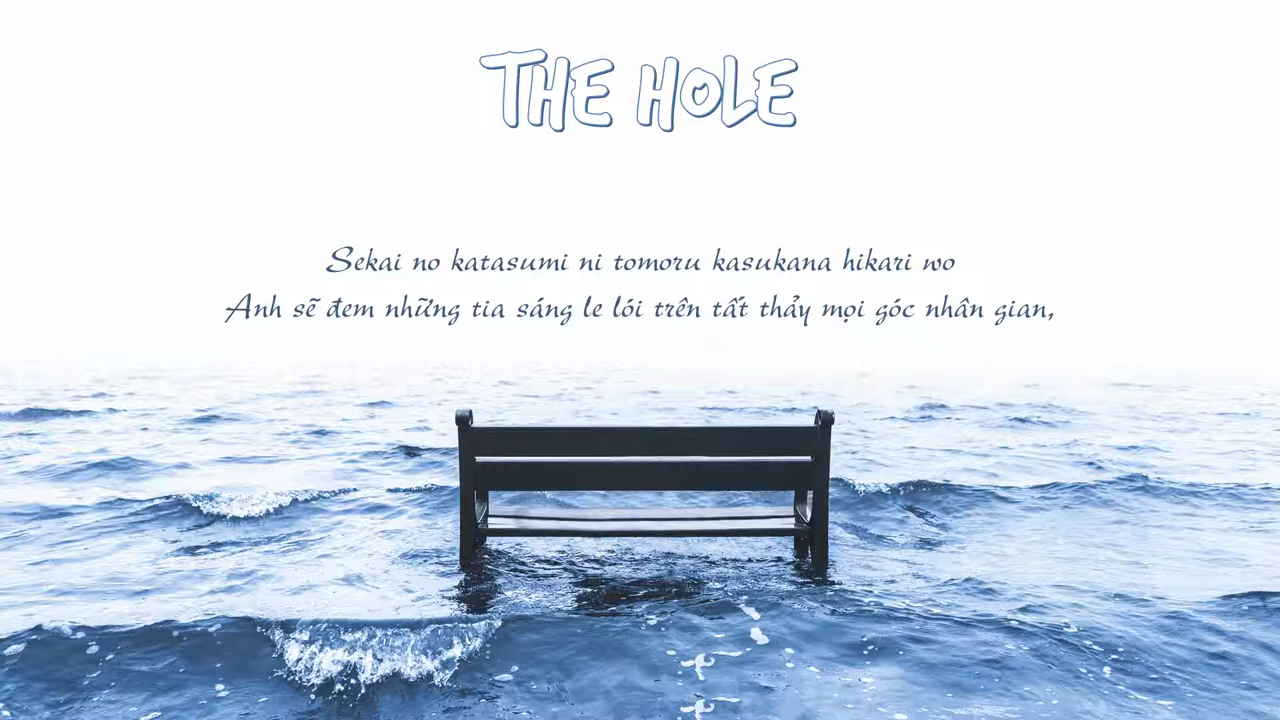 THE HOLE
Sekai no katasumi ni tomoru kasukana hikari wo
Anh sẽ đem những tia sáng le lói trên tất thảy mọi góc nhân gian,